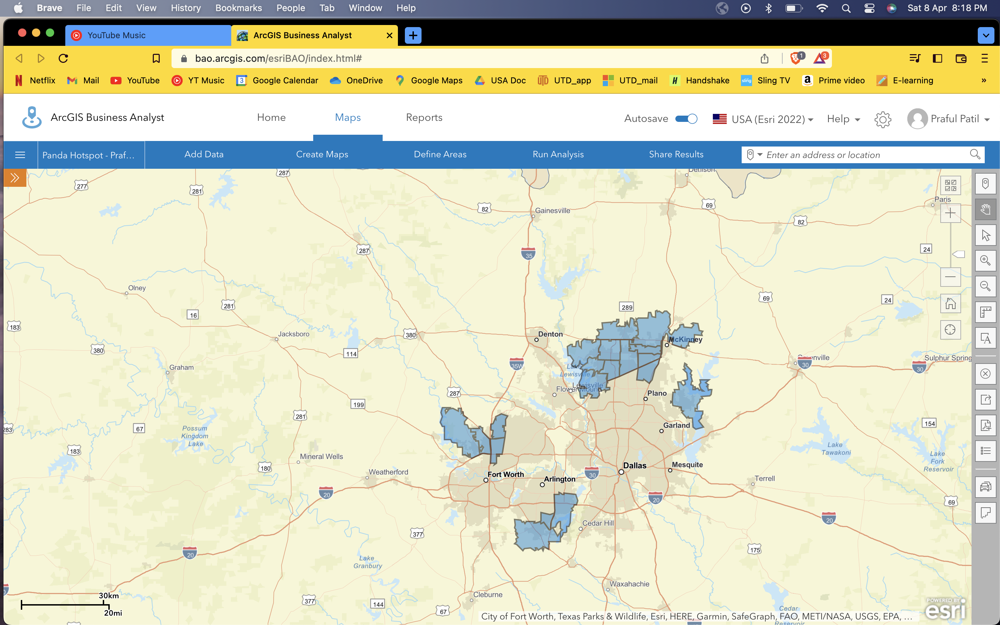 Brave File Edit View History Bookmarks People Tab Window Help Sat 8 Apr 8:18 PM
YouTube Music ArcGIS Business Analyst
bao.arcgis.com/esriBAO/index.html# 1 3
Netflix Mail YouTube YT Music 3 Google Calendar OneDrive Google Maps USA Doc UTD_app UTD_mail Handshake sling Sling TV Prime video E-learning »
ArcGIS Business Analyst Home Maps Reports Autosave USA (Esri 2022) Help Praful Patil
Panda Hotspot - Praf... Add Data Create Maps Define Areas Run Analysis Share Results Enter an address or location
287 Denison
277 281
Paris
82 69
Gainesville
82
287 35 24
Olney
281 69 24
16 289
183
Jacksboro 380 Denton
McKinney
380 114
35W Greenville 30 30 Sulphur Spring
Graham
Lake
Lewisville
Lewisville
Flower Mound
287 Plano
199
281
283 67 Garland 154
Possum
Kingdom
Lake
183
Lake
Tawakoni
Mineral Wells
Lake
Fork
Reservoir
180 Weatherford Fort Worth Arlington 30 Dallas Mesquite
Terrell
20 20 69
20
Cedar Hill
377
20 175
Lake
Granbury
Waxahachie
Cleburne
377 144 67
30km
20mi
Cedar
Reservoir
City of Fort Worth, Texas Parks & Wildlife, Esri, HERE, Garmin, SafeGraph, FAO, METI/NASA, USGS, EPA, ...
POWERED BY
esri